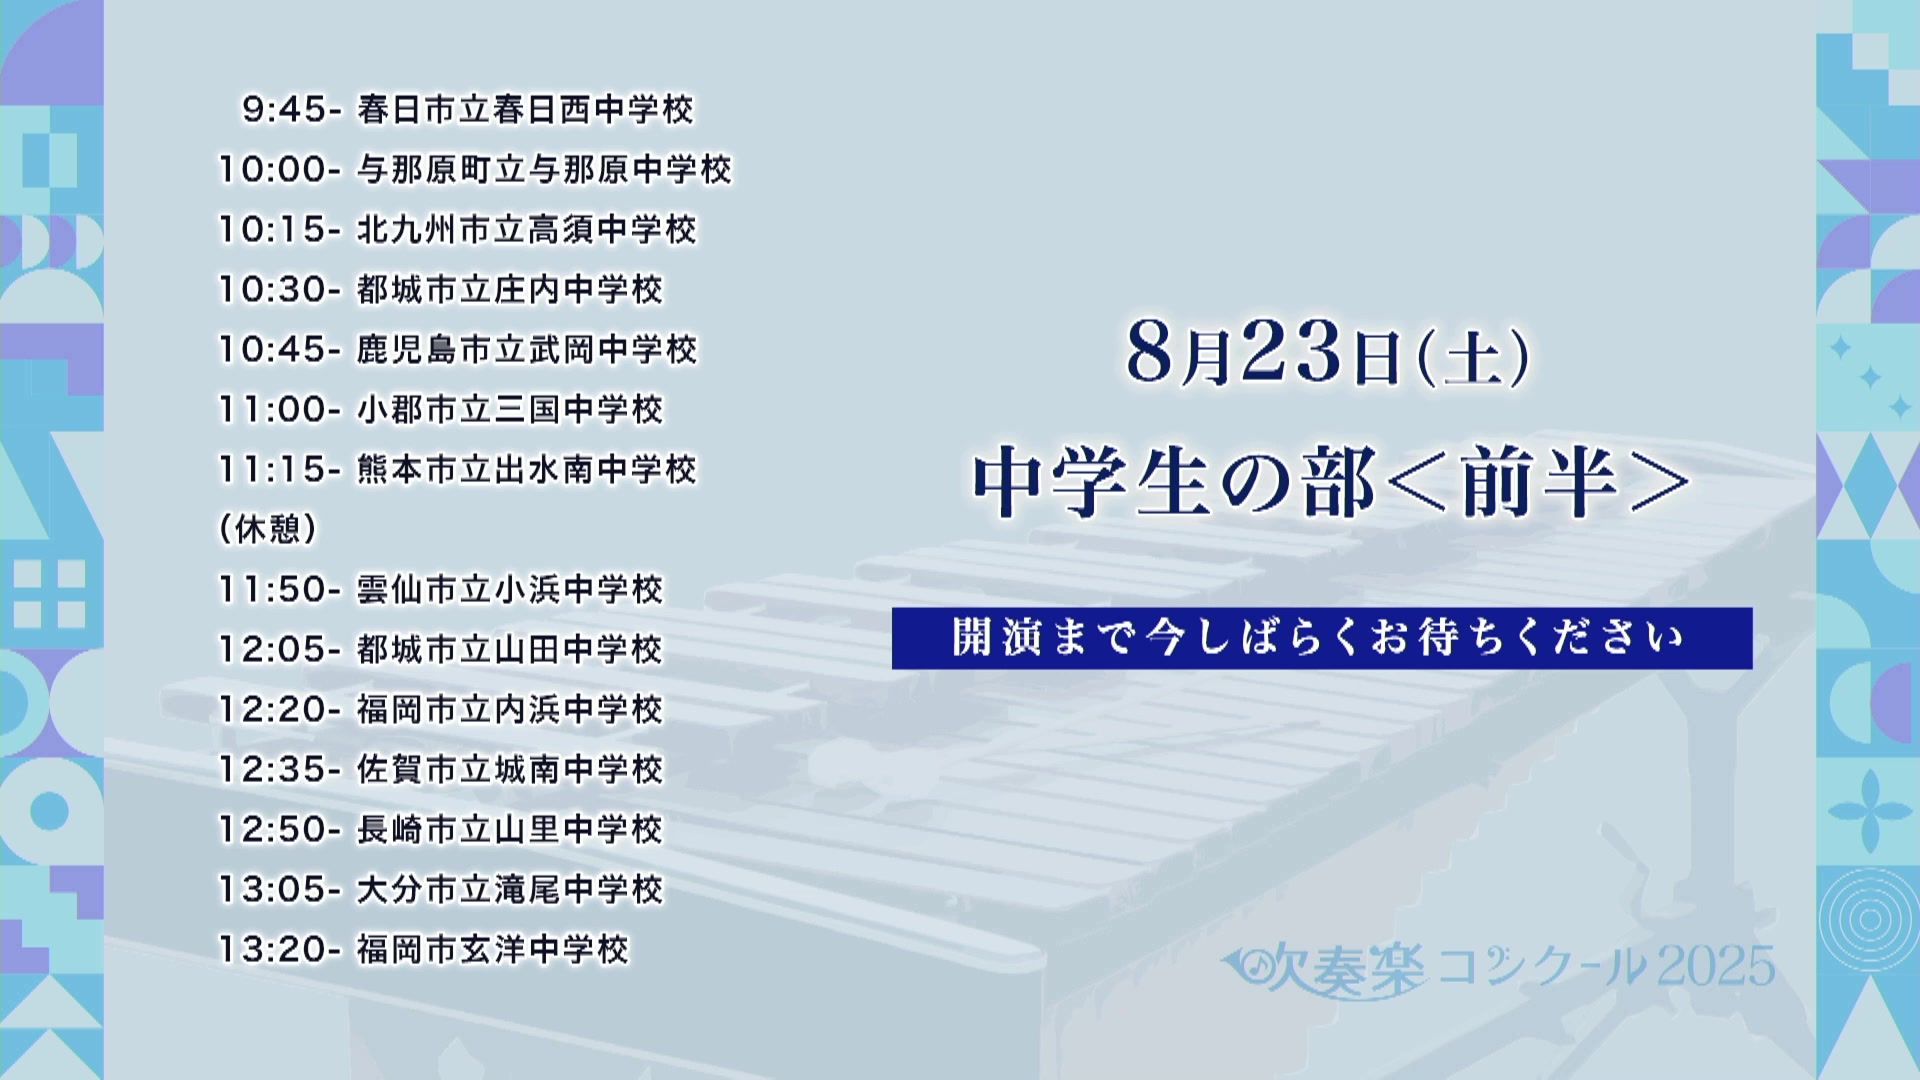 9:45- 春日市立春日西中学校
10:00- 与那原町立与那原中学校
10:15- 北九州市立高須中学校
10:30- 都城市立庄内中学校
10:45- 鹿児島市立武岡中学校
11:00- 小郡市立三国中学校
11:15- 熊本市立出水南中学校
(休憩)
11:50- 雲仙市立小浜中学校
12:05- 都城市立山田中学校
12:20- 福岡市立内浜中学校
12:35- 佐賀市立城南中学校
12:50- 長崎市立山里中学校
13:05- 大分市立滝尾中学校
13:20- 福岡市玄洋中学校
8月23日(土)
中学生の部<前半>
開演まで今しばらくお待ちください
吹奏楽コンクール2025